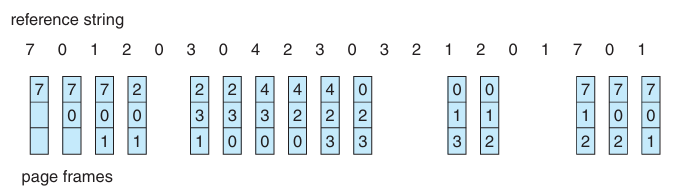 reference string
7 0 1 2 0 3 0 4 2 3 0 3 2 1 2 0 1 7 0 1
7 7 7 2 2 2 4 4 4 0 0 0 7 7 7
0 0 0 3 3 3 2 2 2 1 1 1 0 0
1 1 1 0 0 0 3 3 3 2 2 2 1
page frames